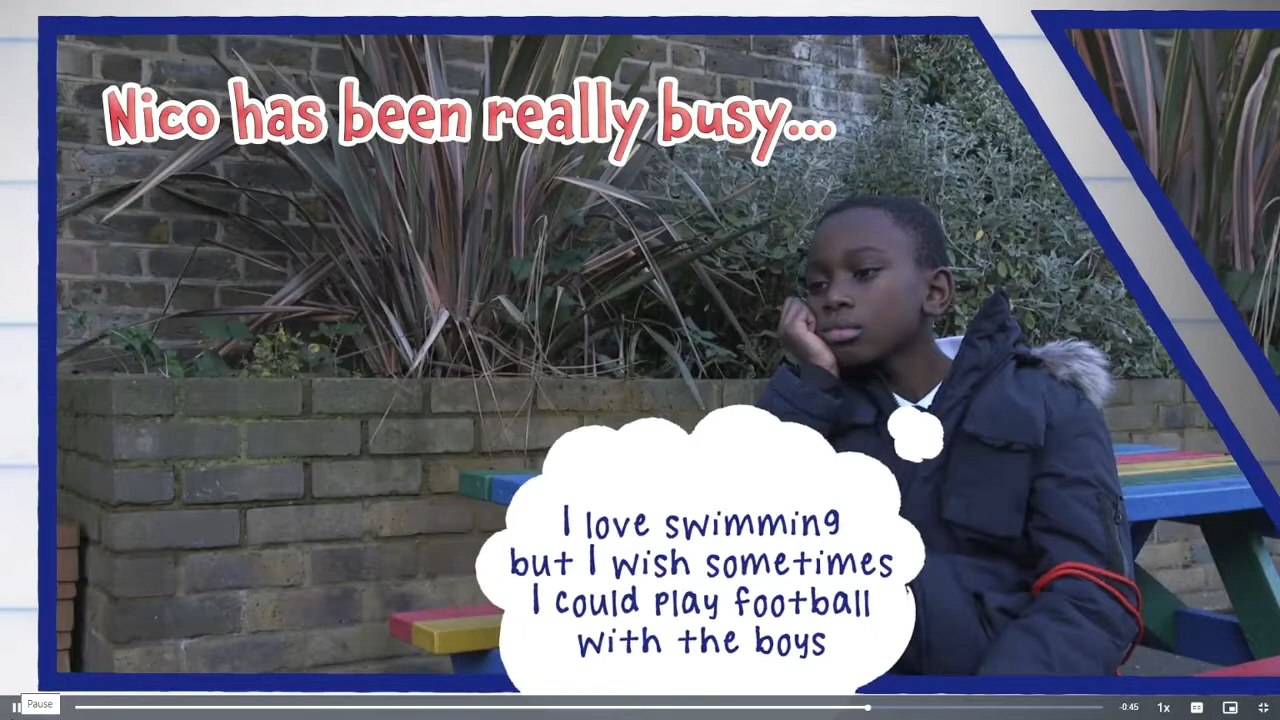 Nico has been really busy...
I love swimming
but I wish sometimes
I could play football
with the boys
Pause
-0:45
1x
CC